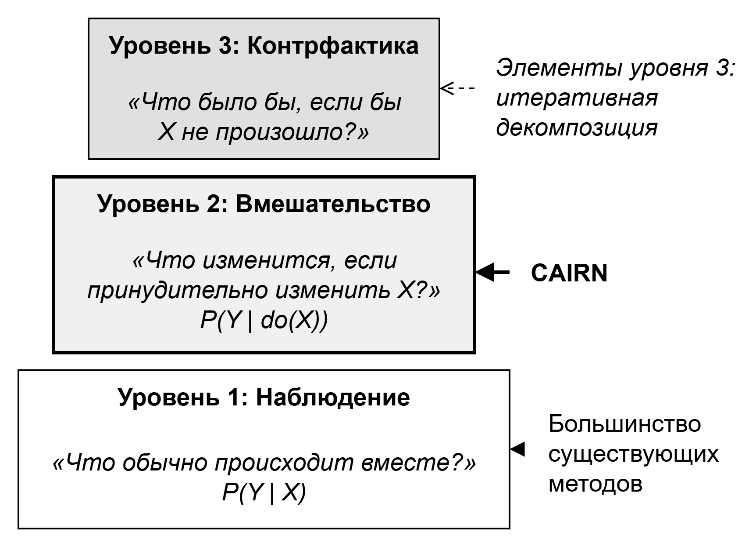 Уровень 3: Контрфактика
«Что было бы, если бы
X не произошло?»
Элементы уровня 3:
итеративная
декомпозиция
Уровень 2: Вмешательство
«Что изменится, если
принудительно изменить X?»
P(Y | do(X))
CAIRN
Уровень 1: Наблюдение
«Что обычно происходит вместе?»
P(Y | X)
Большинство
существующих
методов